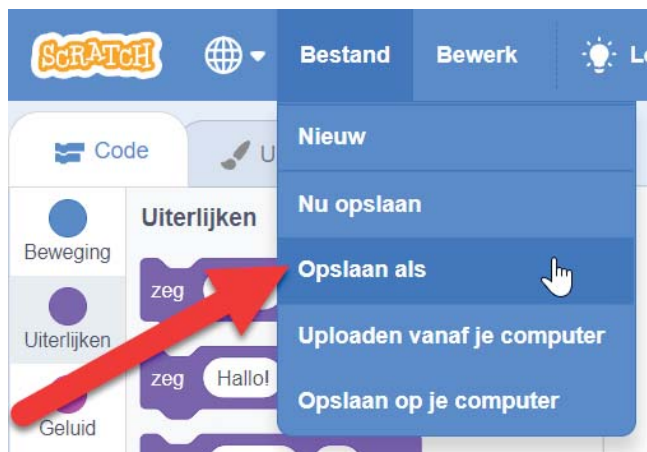 SCRATCH
Bestand
Bewerk
Code
Nieuw
Nu opslaan
Opslaan als
Uploaden vanaf je computer
Opslaan op je computer
Beweging
Uiterlijken
Geluid
Uiterlijken
zeg
zeg Hallo!